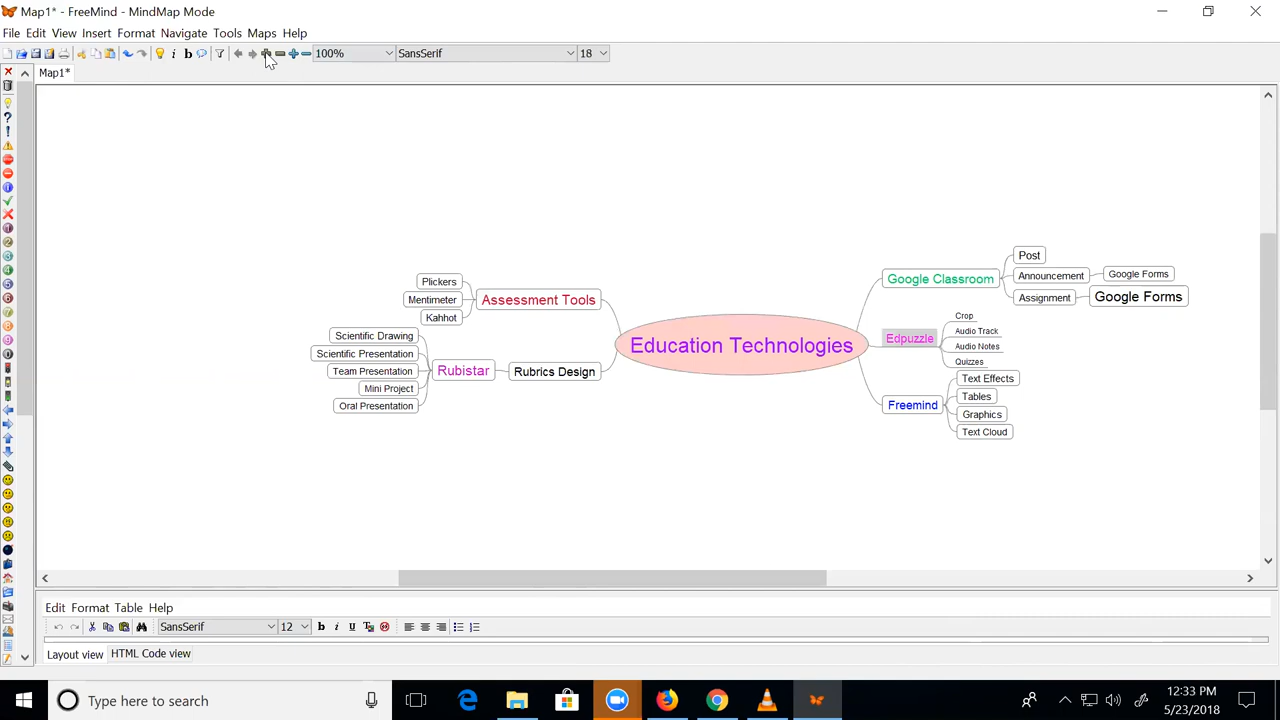 Map1* - FreeMind - MindMap Mode
File Edit View Insert Format Navigate Tools Maps Help
100% SansSerif 18
Map1*
Plickers
Mentimeter
Kahhot
Assessment Tools
Scientific Drawing
Scientific Presentation
Team Presentation
Mini Project
Oral Presentation
Rubistar
Rubrics Design
Education Technologies
Google Classroom
Post
Announcement
Google Forms
Assignment
Google Forms
Edpuzzle
Crop
Audio Track
Audio Notes
Quizzes
Freemind
Text Effects
Tables
Graphics
Text Cloud
Edit Format Table Help
SansSerif 12
Layout view HTML Code view
Type here to search
12:33 PM
5/23/2018